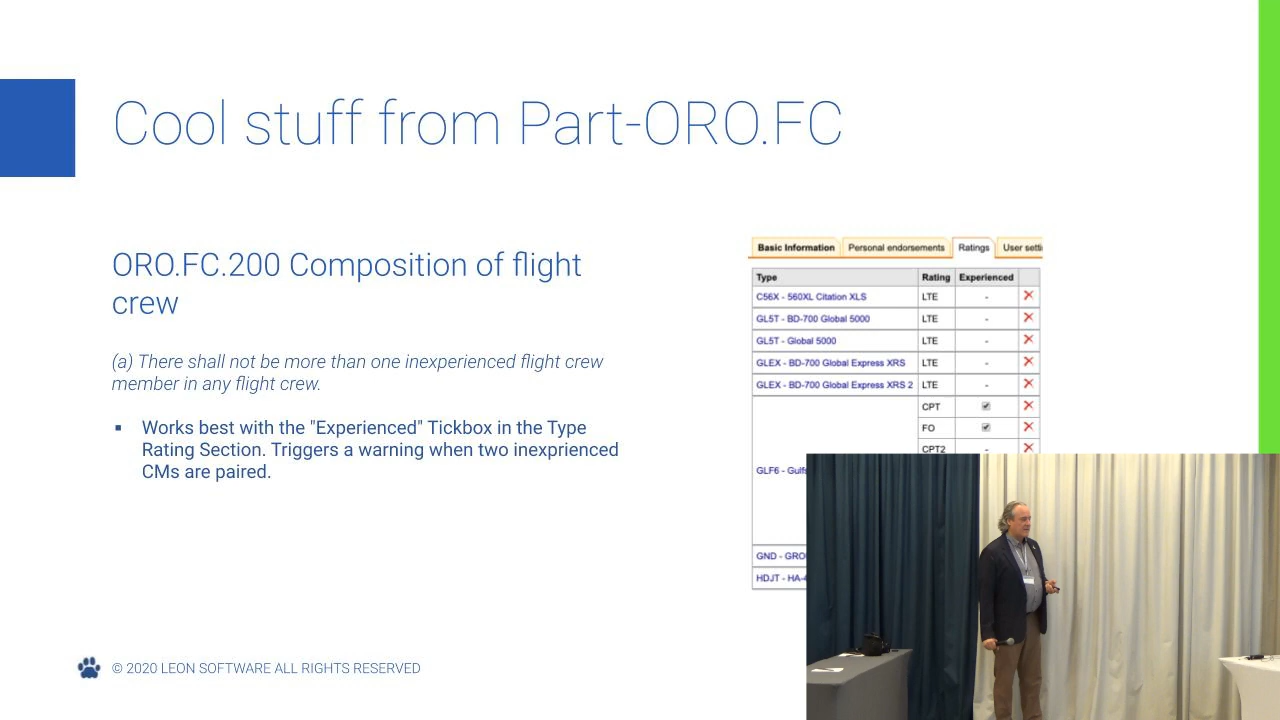 Cool stuff from Part-ORO.FC
ORO.FC.200 Composition of flight
crew
(a) There shall not be more than one inexperienced flight crew
member in any flight crew.
▪ Works best with the "Experienced" Tickbox in the Type
Rating Section. Triggers a warning when two inexprienced
CMs are paired.
Basic Information Personal endorsements Ratings User setti
Type Rating Experienced
C56X - 560XL Citation XLS LTE -
GL5T - BD-700 Global 5000 LTE -
GL5T - Global 5000 LTE -
GLEX - BD-700 Global Express XRS LTE -
GLEX - BD-700 Global Express XRS 2 LTE -
CPT
FO
CPT2 -
GLF6 - Gulfs
GND - GRO
HDJT - HA-4
© 2020 LEON SOFTWARE ALL RIGHTS RESERVED